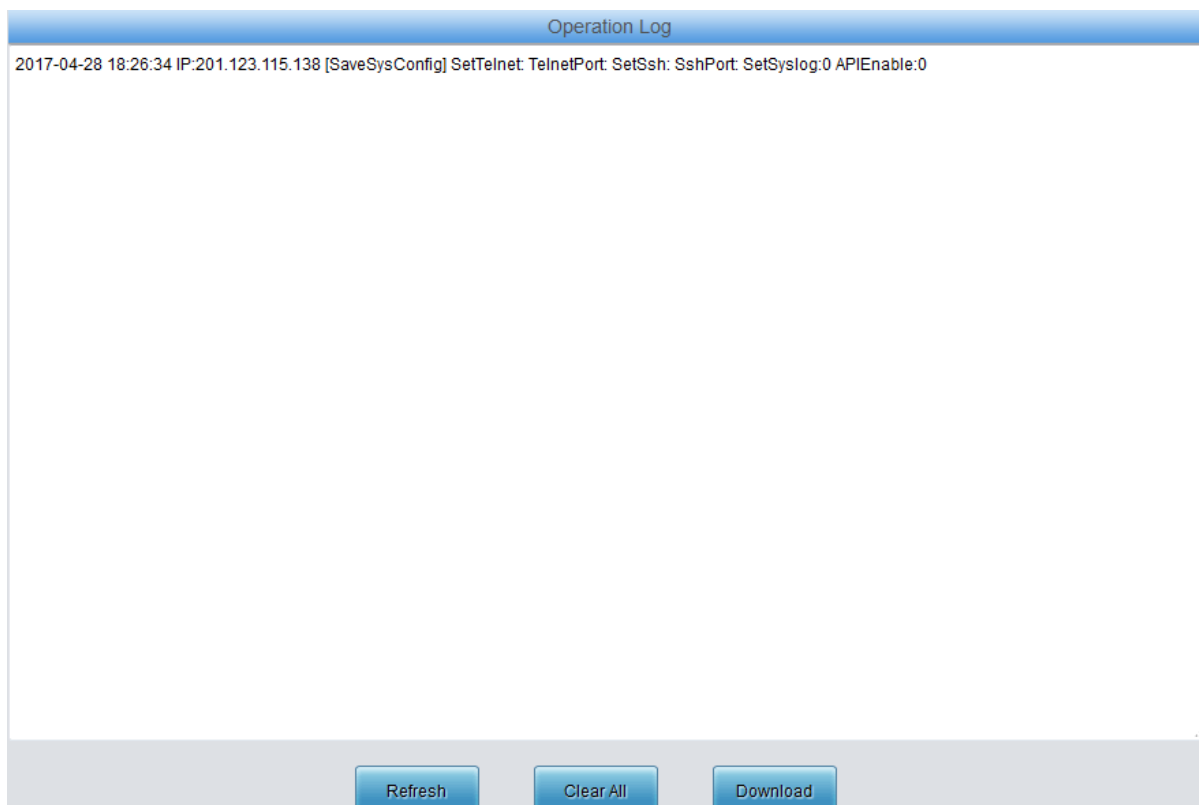 Operation Log
2017-04-28 18:26:34 IP:201.123.115.138 [SaveSysConfig] SetTelnet: TelnetPort: SetSsh: SshPort: SetSyslog:0 APIEnable:0
Refresh
Clear All
Download